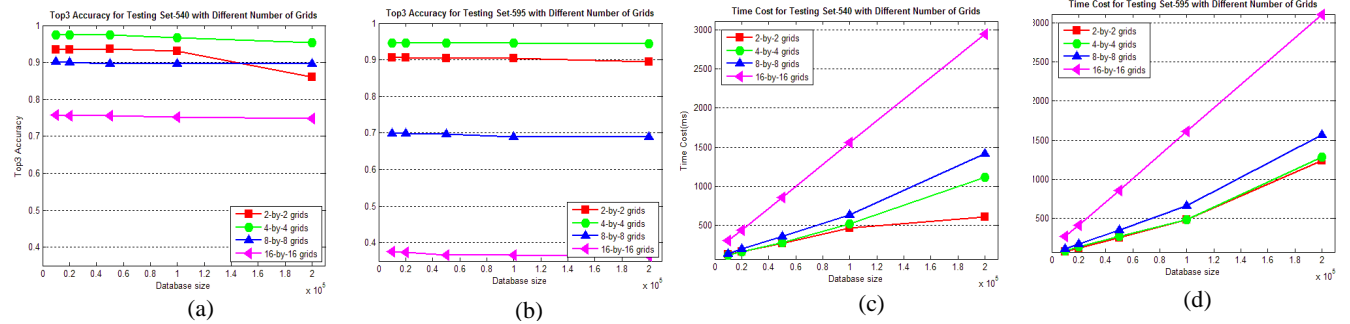 Top3 Accuracy for Testing Set-540 with Different Number of Grids
1
0.9
0.8
0.7
0.6
0.5
0.4
Top3 Accuracy
2-by-2 grids
4-by-4 grids
8-by-8 grids
16-by-16 grids
0 0.2 0.4 0.6 0.8 1 1.2 1.4 1.6 1.8 2
Database size
x 10^5
(a)
Top3 Accuracy for Testing Set-595 with Different Number of Grids
1
0.9
0.8
0.7
0.6
0.5
0.4
2-by-2 grids
4-by-4 grids
8-by-8 grids
16-by-16 grids
0 0.2 0.4 0.6 0.8 1 1.2 1.4 1.6 1.8 2
Database size
x 10^5
(b)
Time Cost for Testing Set-540 with Different Number of Grids
2-by-2 grids
4-by-4 grids
8-by-8 grids
16-by-16 grids
3000
2500
2000
1500
1000
500
Time Cost(ms)
0 0.2 0.4 0.6 0.8 1 1.2 1.4 1.6 1.8 2
Database size
x 10^5
(c)
Time Cost for Testing Set-595 with Different Number of Grids
2-by-2 grids
4-by-4 grids
8-by-8 grids
16-by-16 grids
3000
2500
2000
1500
1000
500
0 0.2 0.4 0.6 0.8 1 1.2 1.4 1.6 1.8 2
Database size
x 10^5
(d)